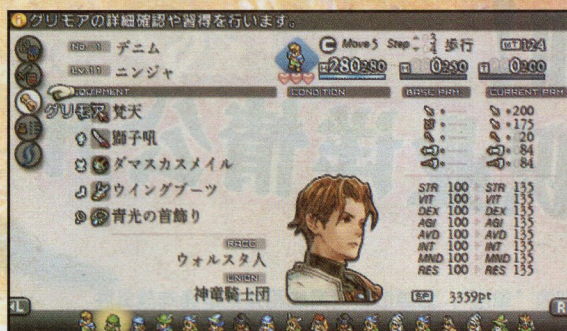 グリモアの詳細確認や習得を行います。
No. 1 デニム
Lv.11 ニンジャ
C Move 5 Step 歩行 WT 124
H 280/280 0/250 T 0/200
EQUIPMENT CONDITION BASE PRM CURRENT PRM
グリモア
梵天 200
獅子吼 175
ダマスカスメイル 20
ウイングブーツ 84
青光の首飾り 84
STR 100 STR 135
VIT 100 VIT 135
DEX 100 DEX 135
AGI 100 AGI 135
AVD 100 AVD 135
INT 100 INT 135
MND 100 MND 135
RES 100 RES 135
RACE
ウォルスタ人
UNION
神竜騎士団
SP 3359pt
L R